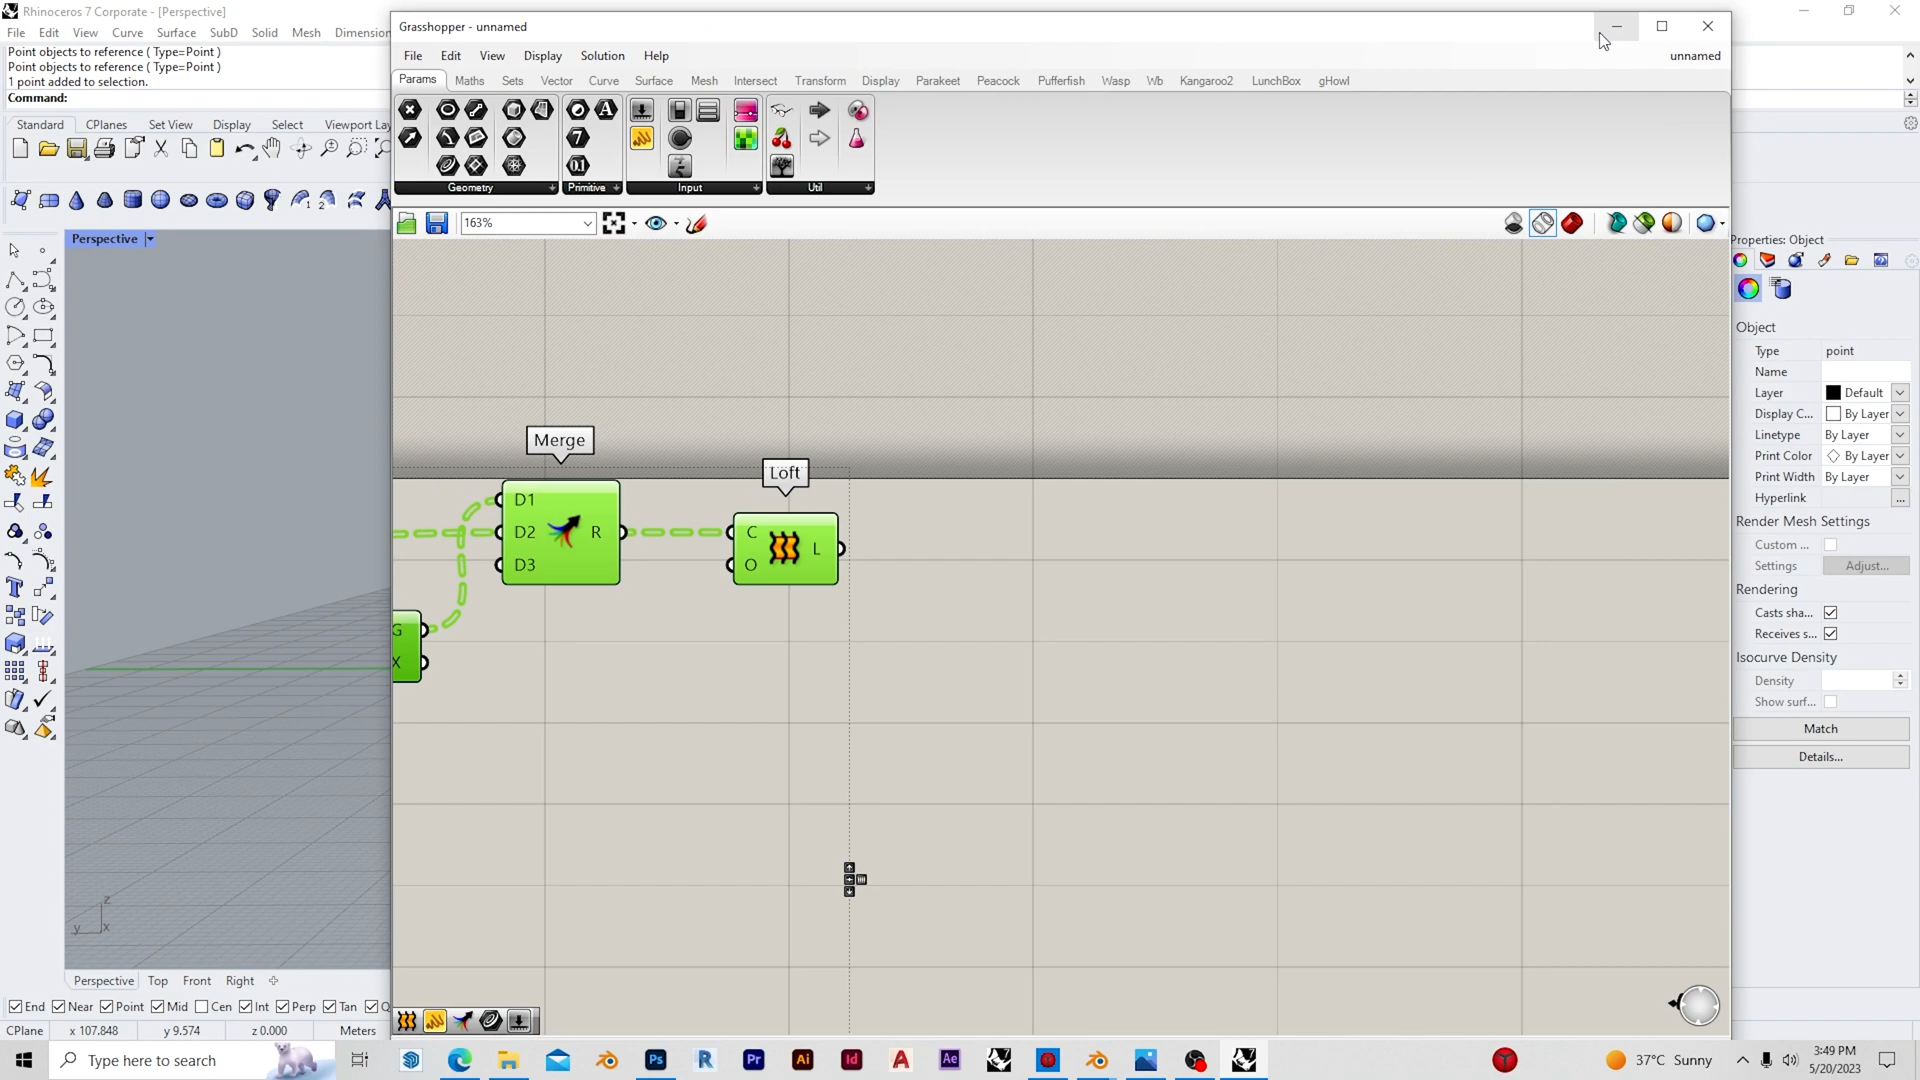 Rhinoceros 7 Corporate - [Perspective]
File Edit View Curve Surface SubD Solid Mesh Dimension
Point objects to reference ( Type=Point )
Point objects to reference ( Type=Point )
1 point added to selection.
Command:
Standard CPlanes Set View Display Select Viewport Lay
Perspective
Grasshopper - unnamed
File Edit View Display Solution Help
unnamed
Params Maths Sets Vector Curve Surface Mesh Intersect Transform Display Parakeet Peacock Pufferfish Wasp Wb Kangaroo2 LunchBox gHowl
Geometry Primitive Input Util
163%
Merge
D1
D2
D3
R
Loft
C
O
L
G
X
Properties: Object
Object
Type point
Name
Layer Default
Display C... By Layer
Linetype By Layer
Print Color By Layer
Print Width By Layer
Hyperlink ...
Render Mesh Settings
Custom ...
Settings Adjust...
Rendering
Casts sha...
Receives s...
Isocurve Density
Density
Show surf...
Match
Details...
z
y x
Perspective Top Front Right
End Near Point Mid Cen Int Perp Tan Q
CPlane x 107.848 y 9.574 z 0.000 Meters
Type here to search
37°C Sunny
3:49 PM
5/20/2023